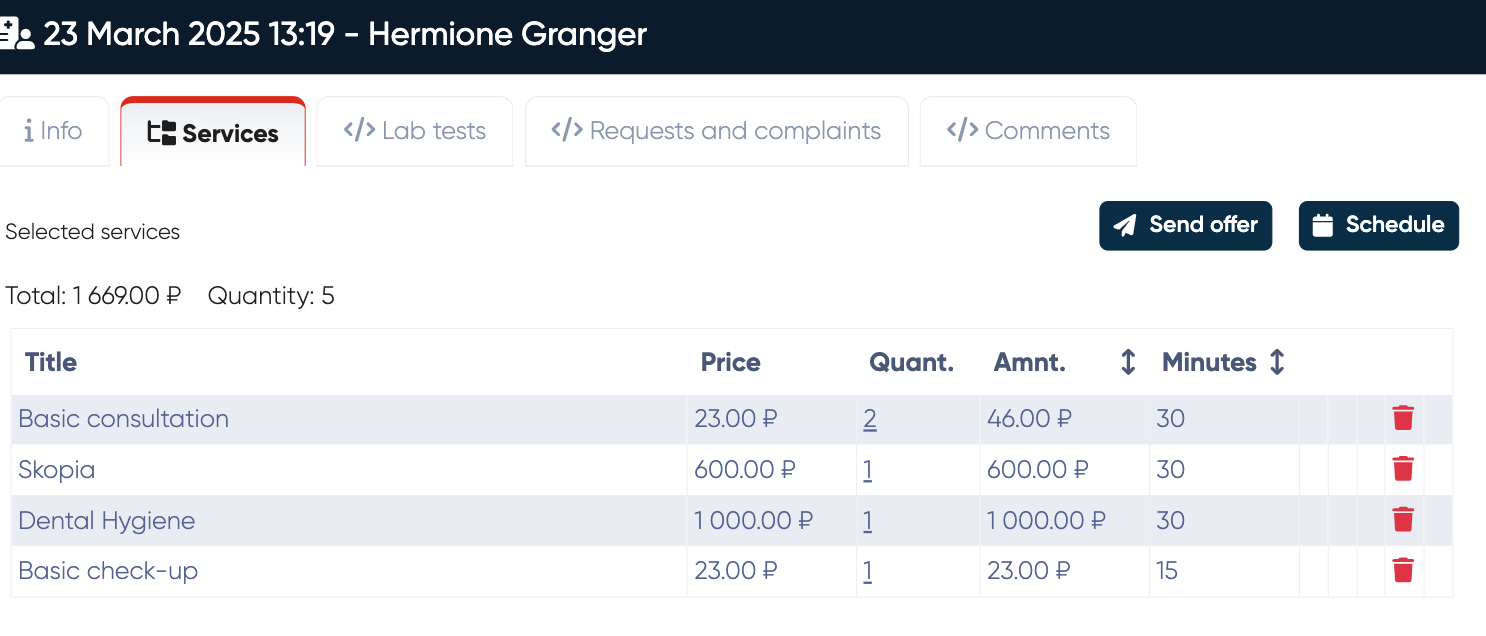 23 March 2025 13:19 - Hermione Granger
Info Services </> Lab tests </> Requests and complaints </> Comments
Selected services Send offer Schedule
Total: 1 669.00 ₽ Quantity: 5
Title Price Quant. Amnt. Minutes
Basic consultation 23.00 ₽ 2 46.00 ₽ 30
Skopia 600.00 ₽ 1 600.00 ₽ 30
Dental Hygiene 1 000.00 ₽ 1 1 000.00 ₽ 30
Basic check-up 23.00 ₽ 1 23.00 ₽ 15